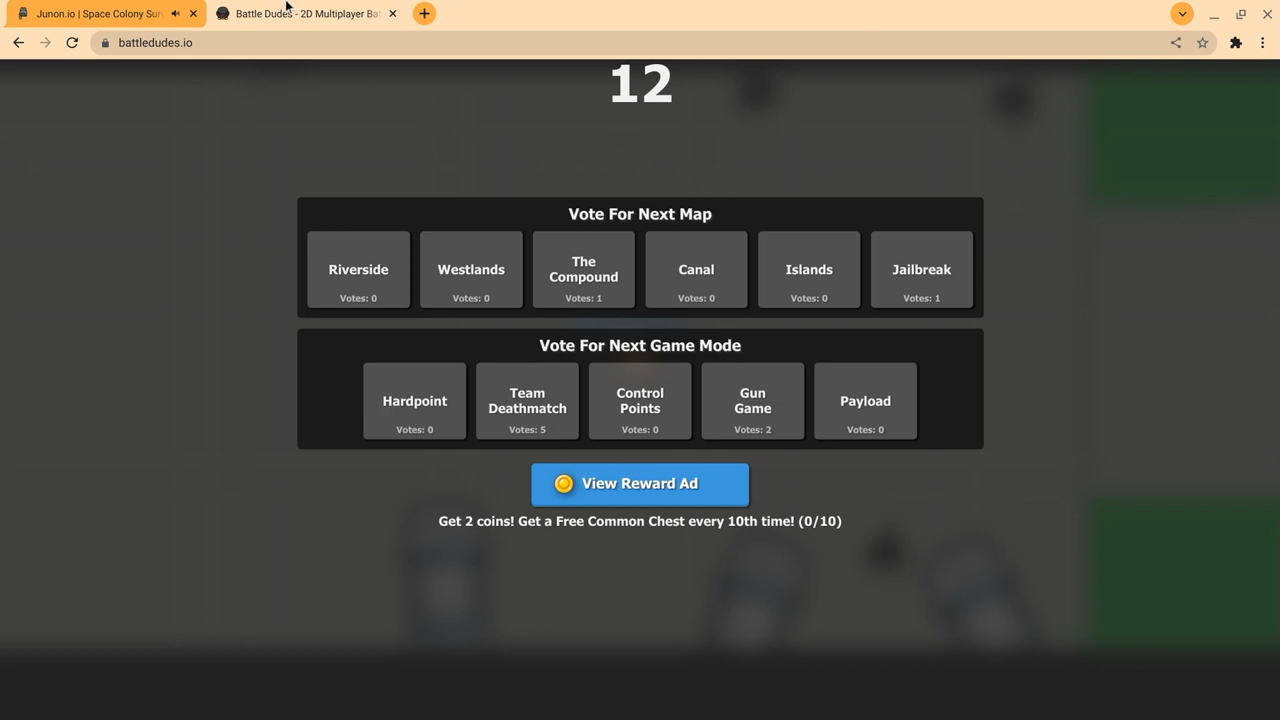 Junon.io | Space Colony Sur
Battle Dudes - 2D Multiplayer Bat
battledudes.io
12
Vote For Next Map
Riverside
Votes: 0
Westlands
Votes: 0
The
Compound
Votes: 1
Canal
Votes: 0
Islands
Votes: 0
Jailbreak
Votes: 1
Vote For Next Game Mode
Hardpoint
Votes: 0
Team
Deathmatch
Votes: 5
Control
Points
Votes: 0
Gun
Game
Votes: 2
Payload
Votes: 0
View Reward Ad
Get 2 coins! Get a Free Common Chest every 10th time! (0/10)